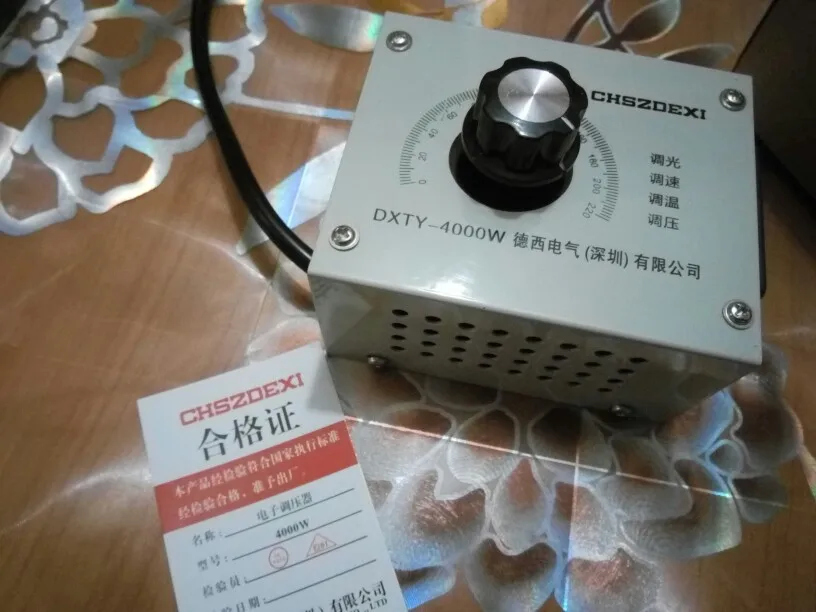 CHSZDEXI
0
20
40
60
180
200
220
调光
调速
调温
调压
DXTY-4000W 德西电气(深圳)有限公司
CHSZDEXI
合格证
本产品经检验符合国家执行标准
经检验合格，准予出厂。
名称: 电子调压器
型号: 4000W
检验员:
验日期:
)有限公司